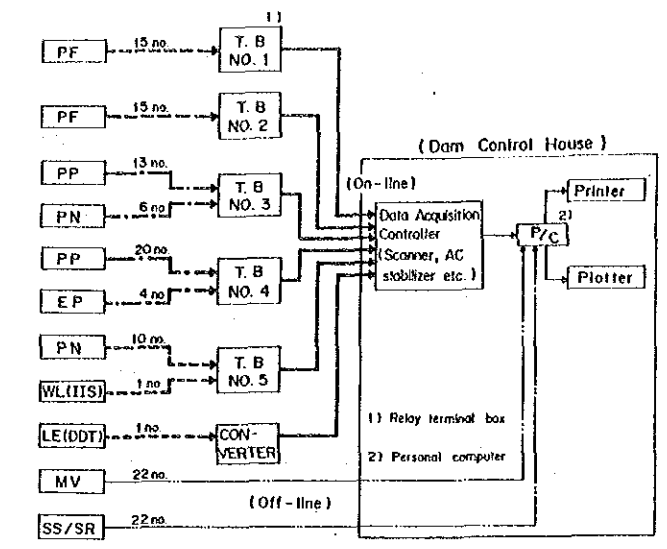 1)
PF
15 no.
T. B
NO. 1
PF
15 no.
T. B
NO. 2
( Dam Control House )
PP
13 no.
T. B
NO. 3
PN
6 no.
(On-line)
Data Acquisition
Controller
(Scanner, AC
stabilizer etc.)
2)
P/C
Printer
Plotter
PP
20 no.
T. B
NO. 4
EP
4 no.
PN
10 no.
T. B
NO. 5
WL(IIS)
1 no.
LE(DDT)
1 no.
CON-
VERTER
1) Relay terminal box
2) Personal computer
MV
22 no.
(Off-line)
SS/SR
22 no.